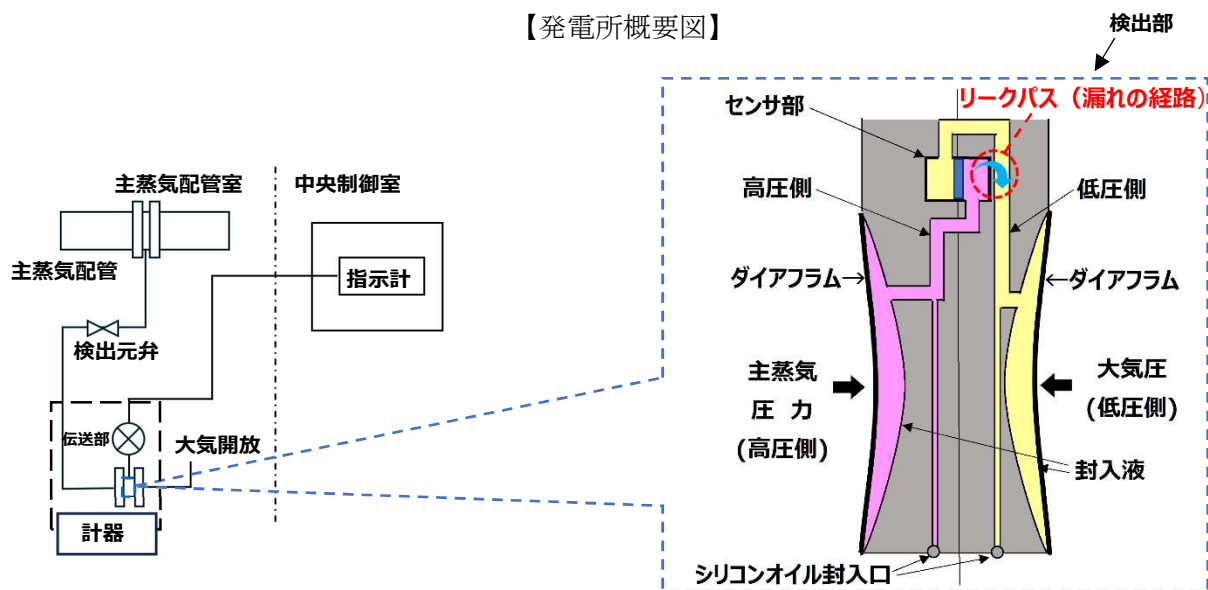 【発電所概要図】
検出部
主蒸気配管室
中央制御室
主蒸気配管
指示計
検出元弁
伝送部
大気開放
計器
リークパス（漏れの経路）
センサ部
高圧側
低圧側
ダイアフラム
ダイアフラム
主蒸気
圧 力
(高圧側)
大気圧
(低圧側)
封入液
シリコンオイル封入口